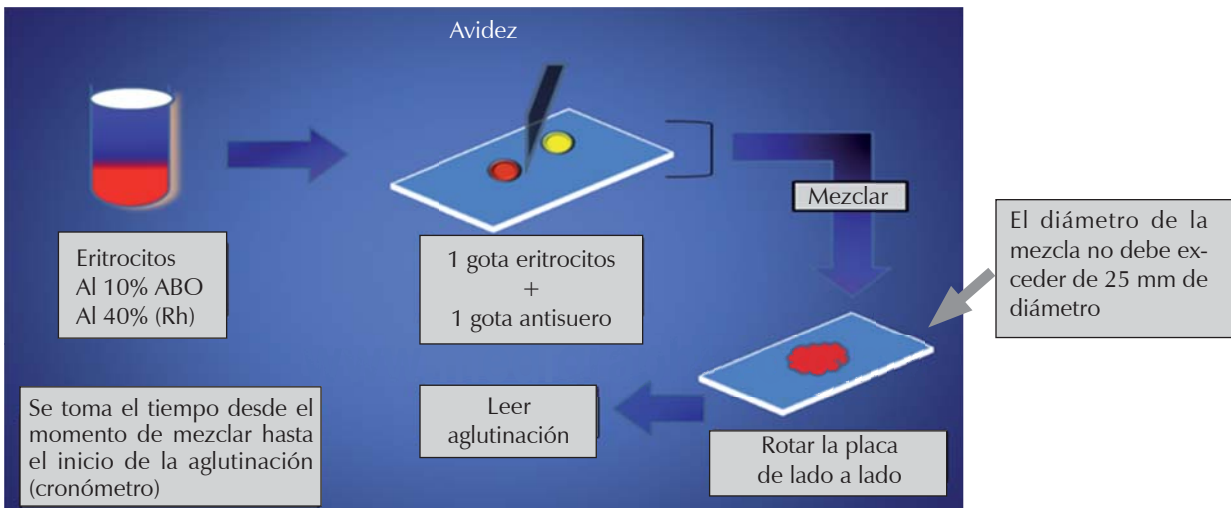 Avidez
Eritrocitos
Al 10% ABO
Al 40% (Rh)
1 gota eritrocitos
+
1 gota antisuero
Mezclar
El diámetro de la
mezcla no debe ex-
ceder de 25 mm de
diámetro
Rotar la placa
de lado a lado
Leer
aglutinación
Se toma el tiempo desde el
momento de mezclar hasta
el inicio de la aglutinación
(cronómetro)